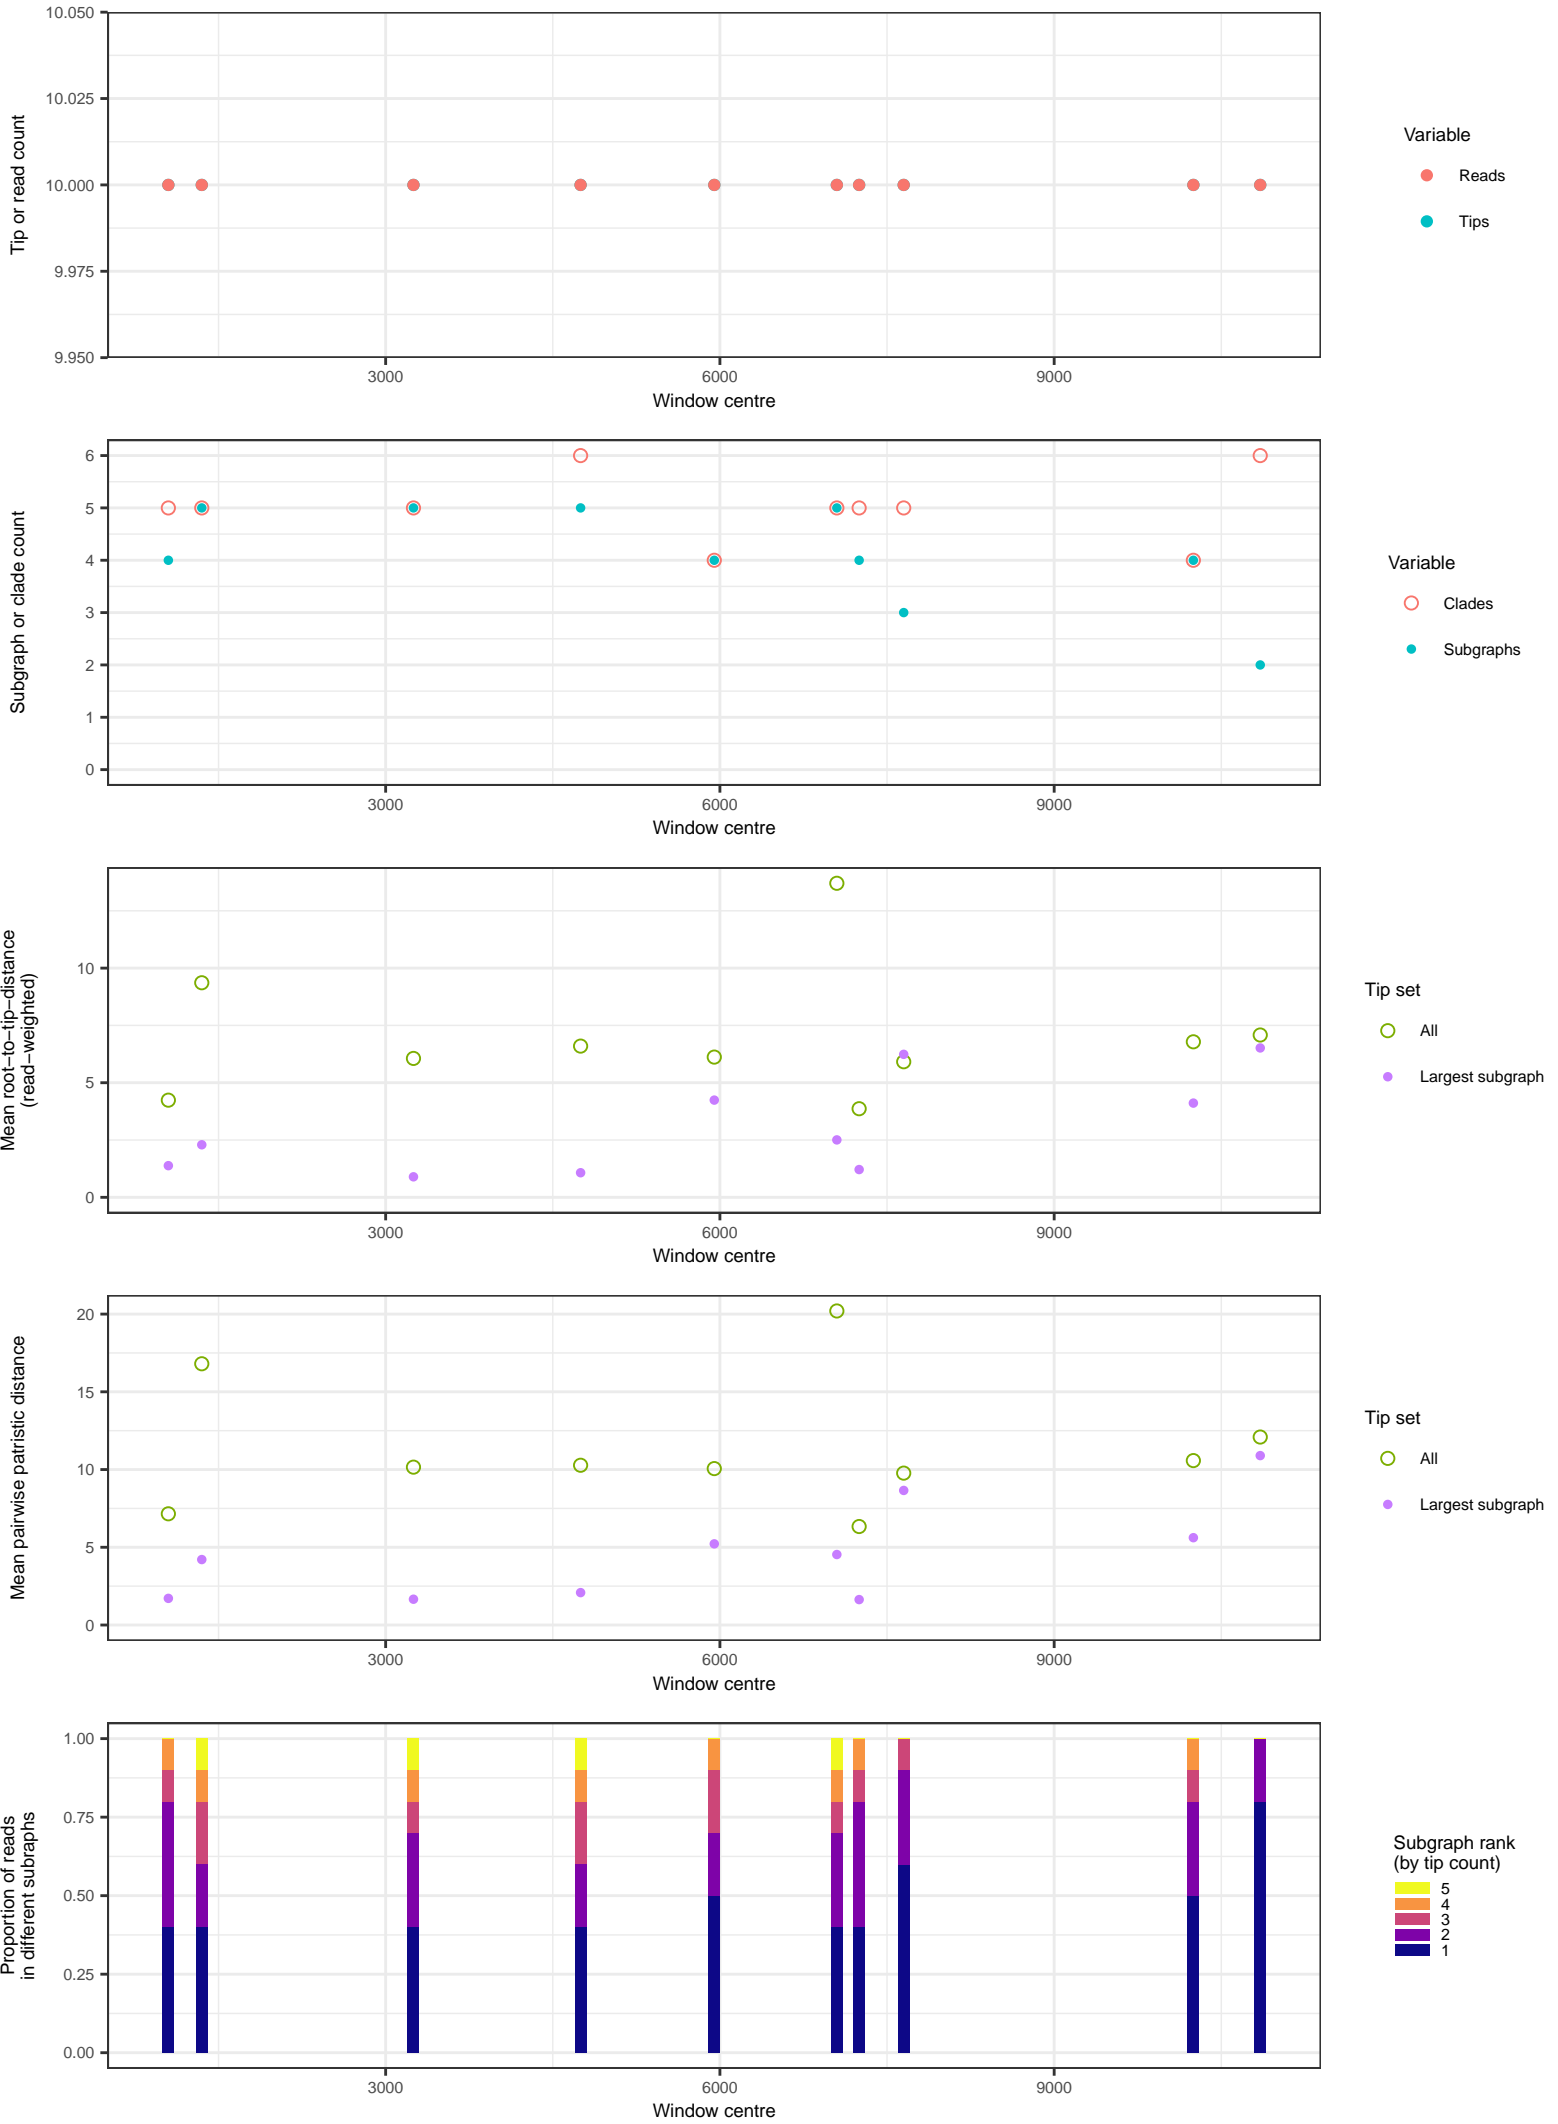 10.050
10.025
10.000
9.975
9.950
Tip or read count
3000 6000 9000
Window centre
Variable
Reads
Tips
6
5
4
3
2
1
0
Subgraph or clade count
3000 6000 9000
Window centre
Variable
Clades
Subgraphs
10
5
0
Mean root−to−tip−distance
(read−weighted)
3000 6000 9000
Window centre
Tip set
All
Largest subgraph
20
15
10
5
0
Mean pairwise patristic distance
3000 6000 9000
Window centre
Tip set
All
Largest subgraph
1.00
0.75
0.50
0.25
0.00
Proportion of reads
in different subraphs
3000 6000 9000
Window centre
Subgraph rank
(by tip count)
5
4
3
2
1